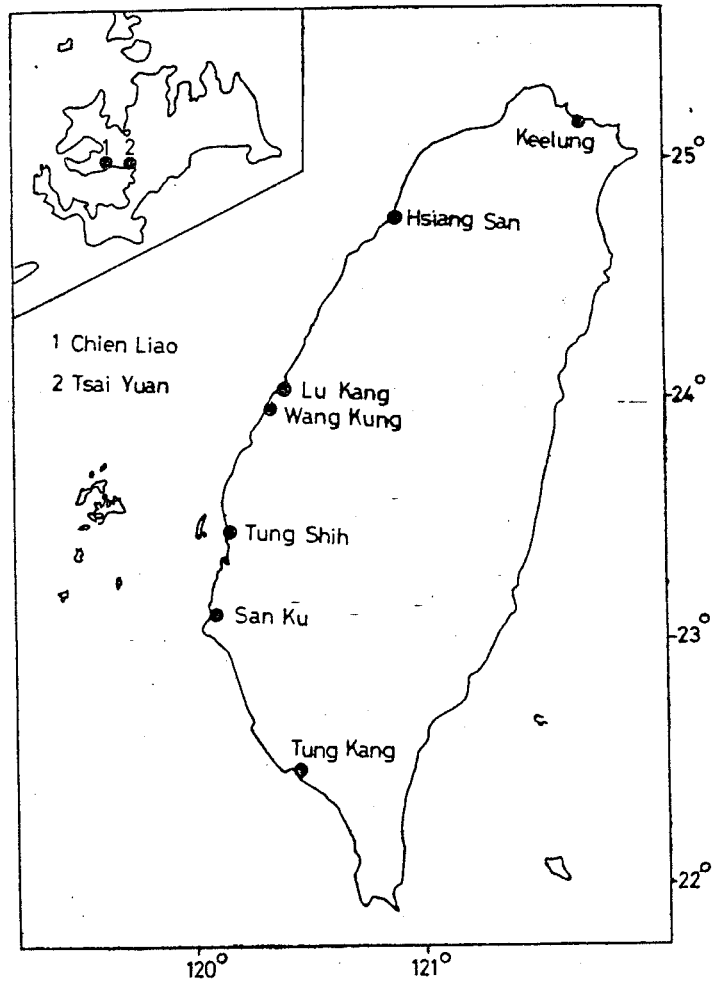 1 2
Keelung
25°
Hsiang San
1 Chien Liao
2 Tsai Yuan
Lu Kang
24°
Wang Kung
Tung Shih
San Ku
23°
Tung Kang
22°
120° 121°